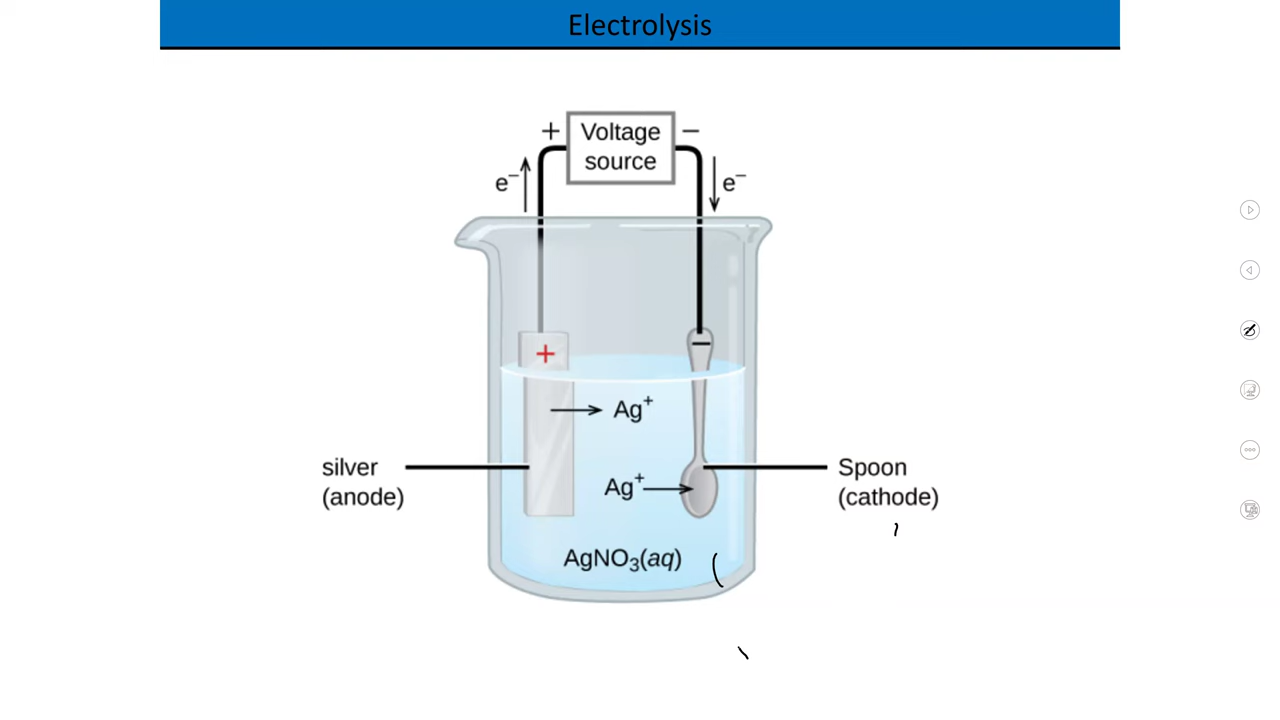 Electrolysis
+ Voltage −
source
e⁻ e⁻
+ −
Ag⁺
silver
(anode)
Spoon
(cathode)
Ag⁺
AgNO₃(aq)